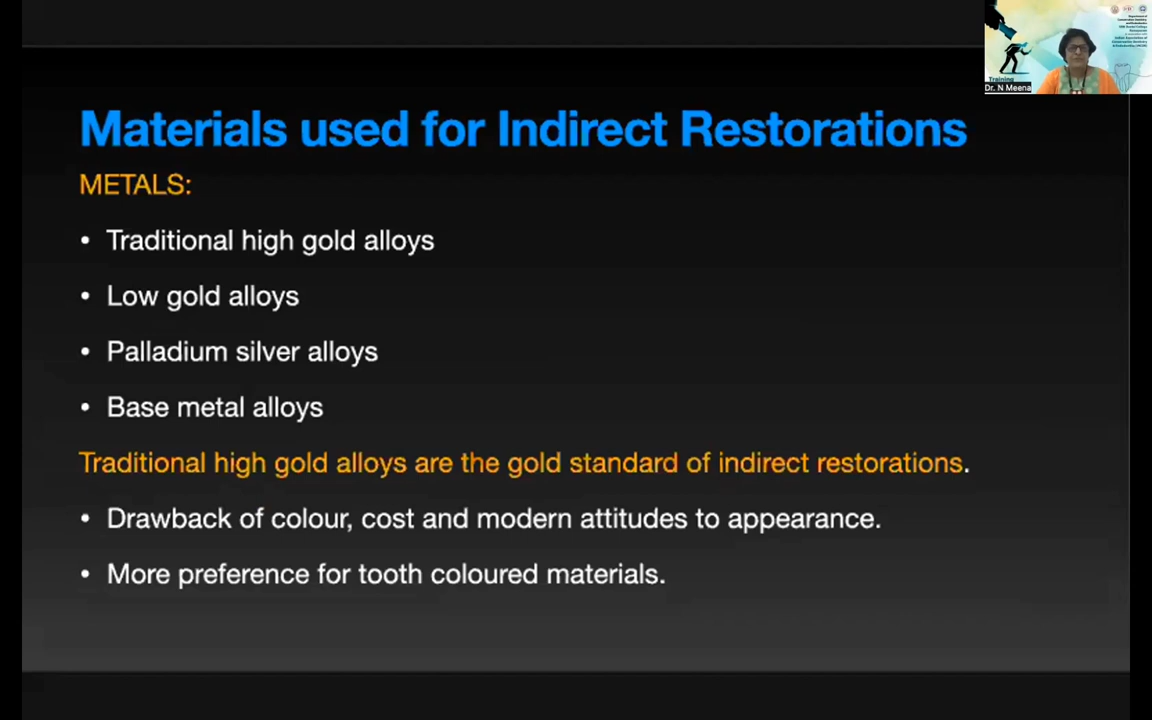 Materials used for Indirect Restorations
METALS:
• Traditional high gold alloys
• Low gold alloys
• Palladium silver alloys
• Base metal alloys
Traditional high gold alloys are the gold standard of indirect restorations.
• Drawback of colour, cost and modern attitudes to appearance.
• More preference for tooth coloured materials.
Training
Dr. N Meena